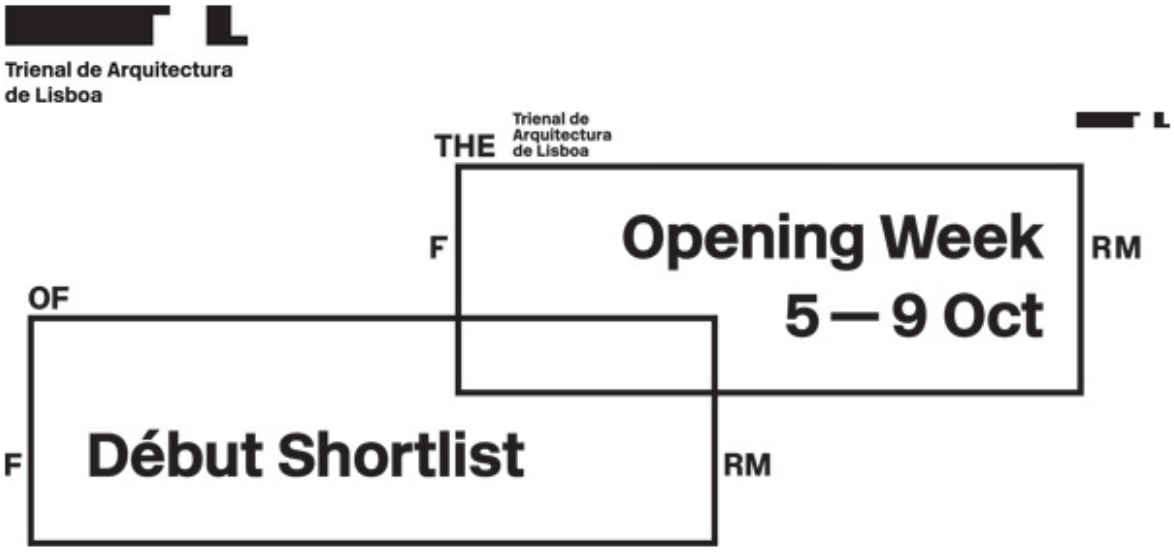 Trienal de Arquitectura
de Lisboa
THE
Trienal de
Arquitectura
de Lisboa
F
Opening Week
RM
5—9 Oct
OF
F
Début Shortlist
RM